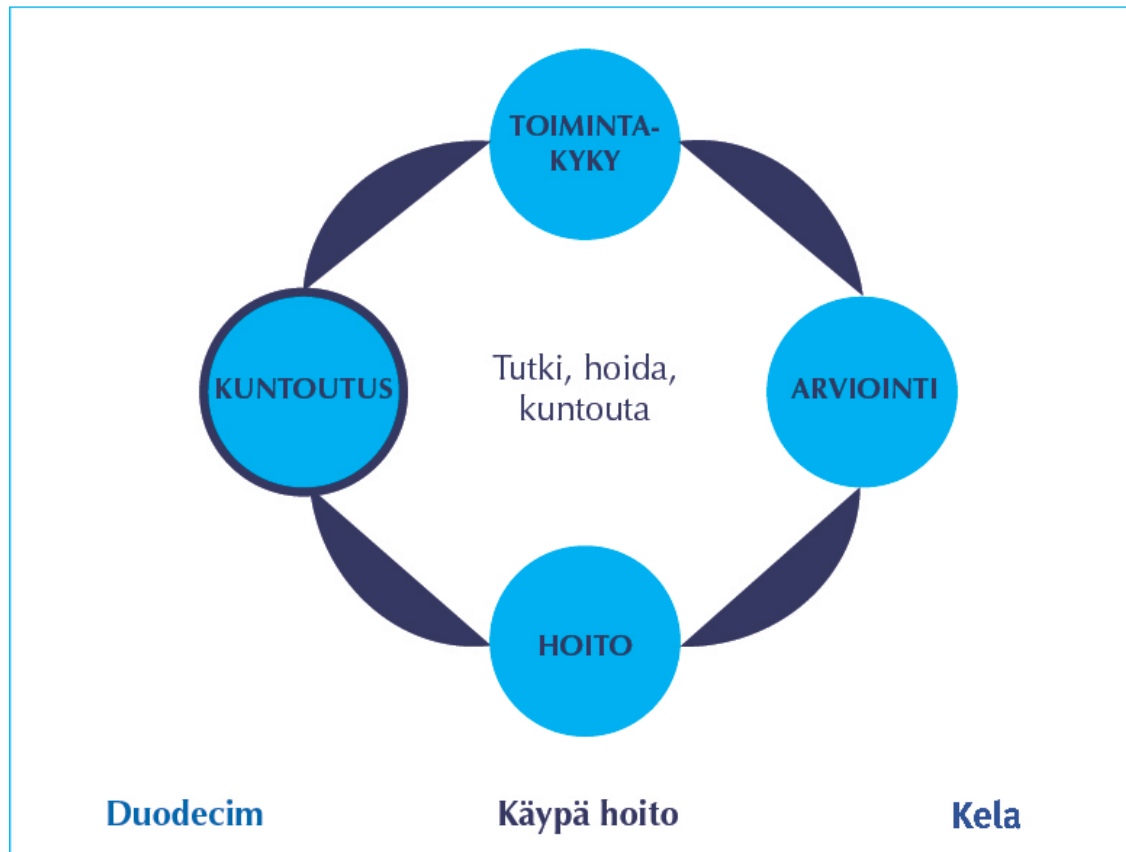 TOIMINTA-
KYKY
KUNTOUTUS
Tutki, hoida,
kuntouta
ARVIOINTI
HOITO
Duodecim
Käypä hoito
Kela